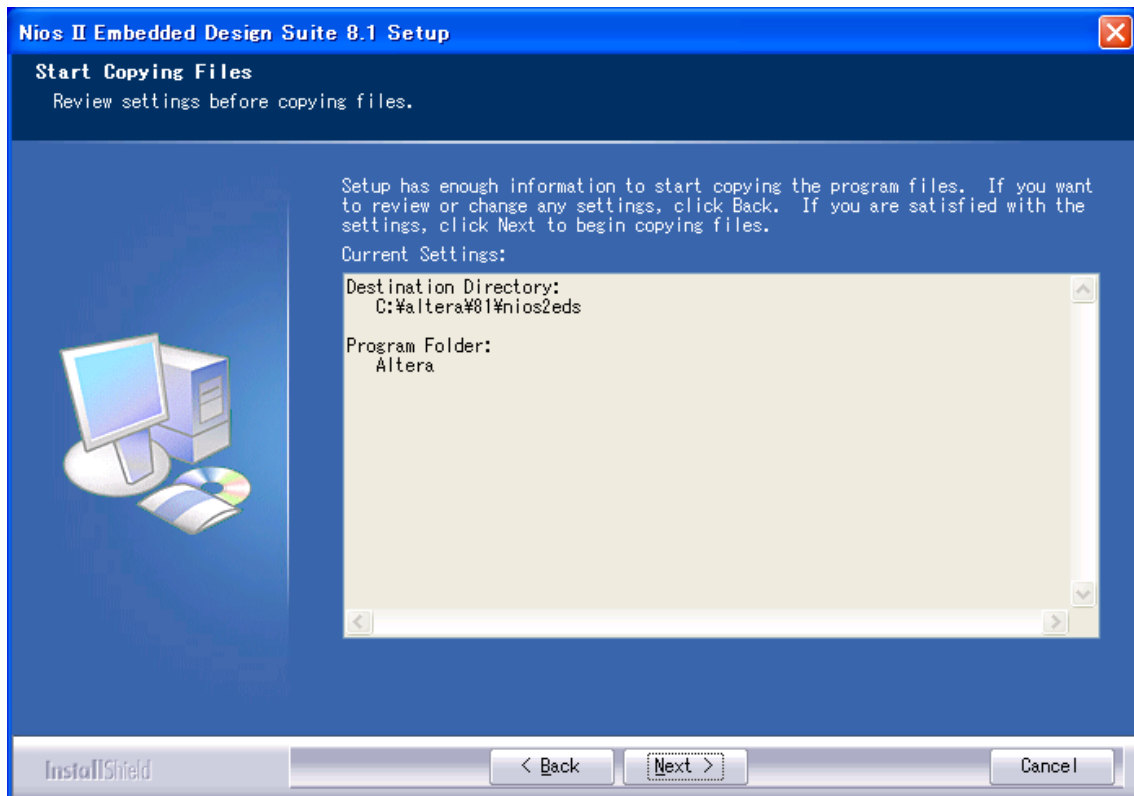 Nios II Embedded Design Suite 8.1 Setup
Start Copying Files
Review settings before copying files.
Setup has enough information to start copying the program files. If you want
to review or change any settings, click Back. If you are satisfied with the
settings, click Next to begin copying files.
Current Settings:
Destination Directory:
C:¥altera¥81¥nios2eds
Program Folder:
Altera
InstallShield
< Back
Next >
Cancel